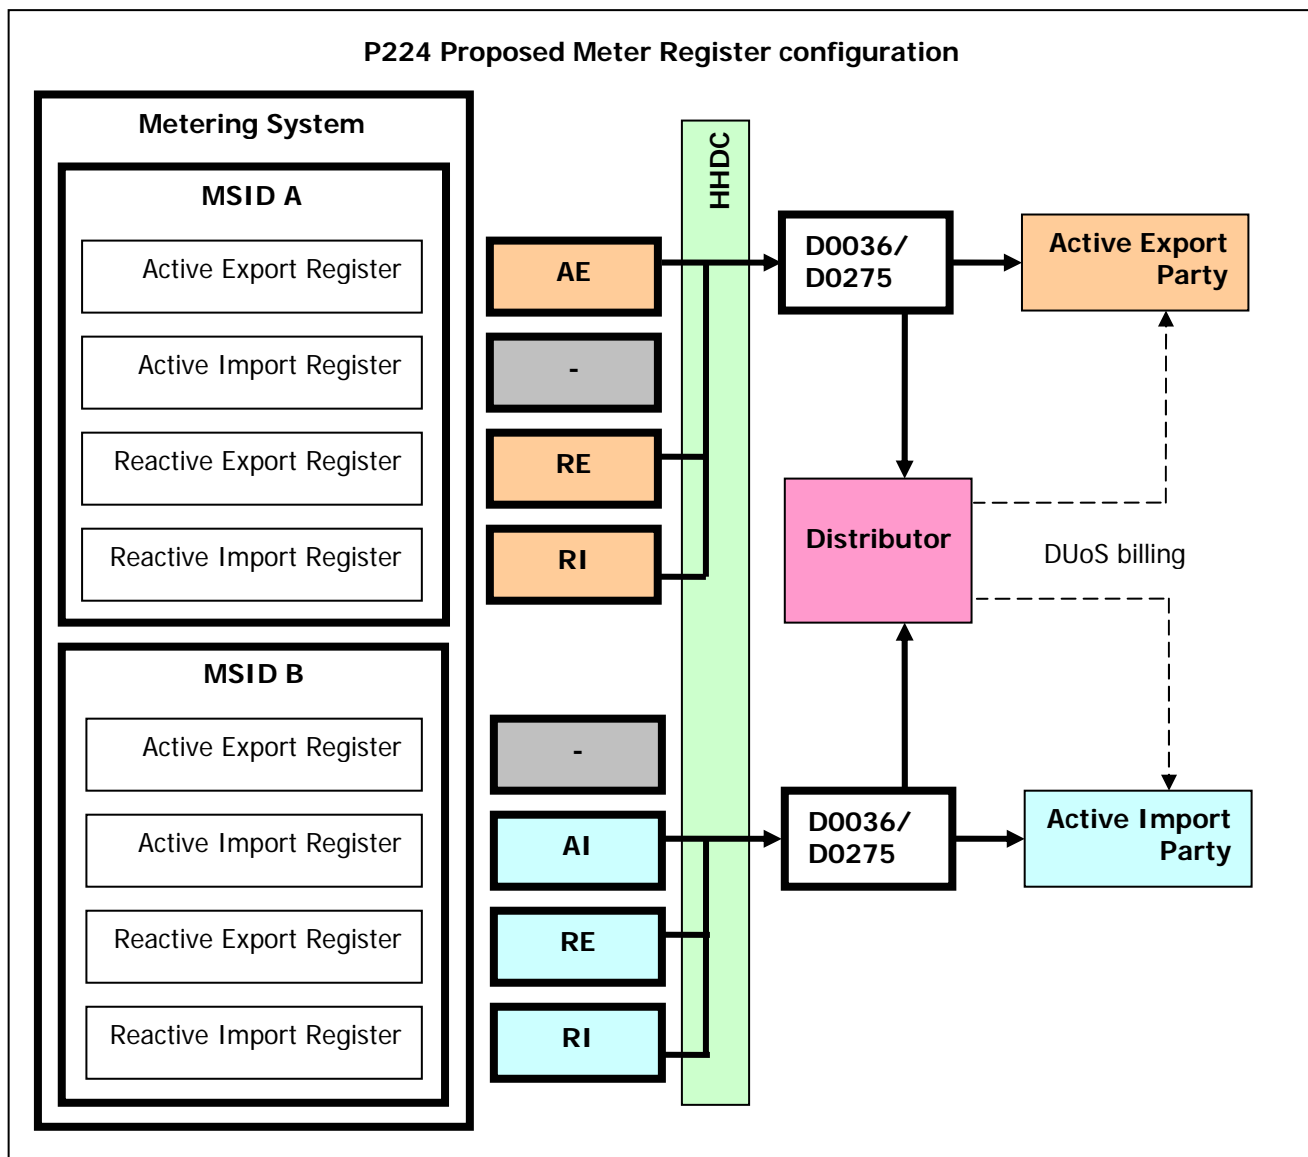 P224 Proposed Meter Register configuration
Metering System
MSID A
Active Export Register
Active Import Register
Reactive Export Register
Reactive Import Register
AE
-
RE
RI
HHDC
D0036/
D0275
Active Export
Party
Distributor
DUoS billing
MSID B
Active Export Register
Active Import Register
Reactive Export Register
Reactive Import Register
-
AI
RE
RI
D0036/
D0275
Active Import
Party